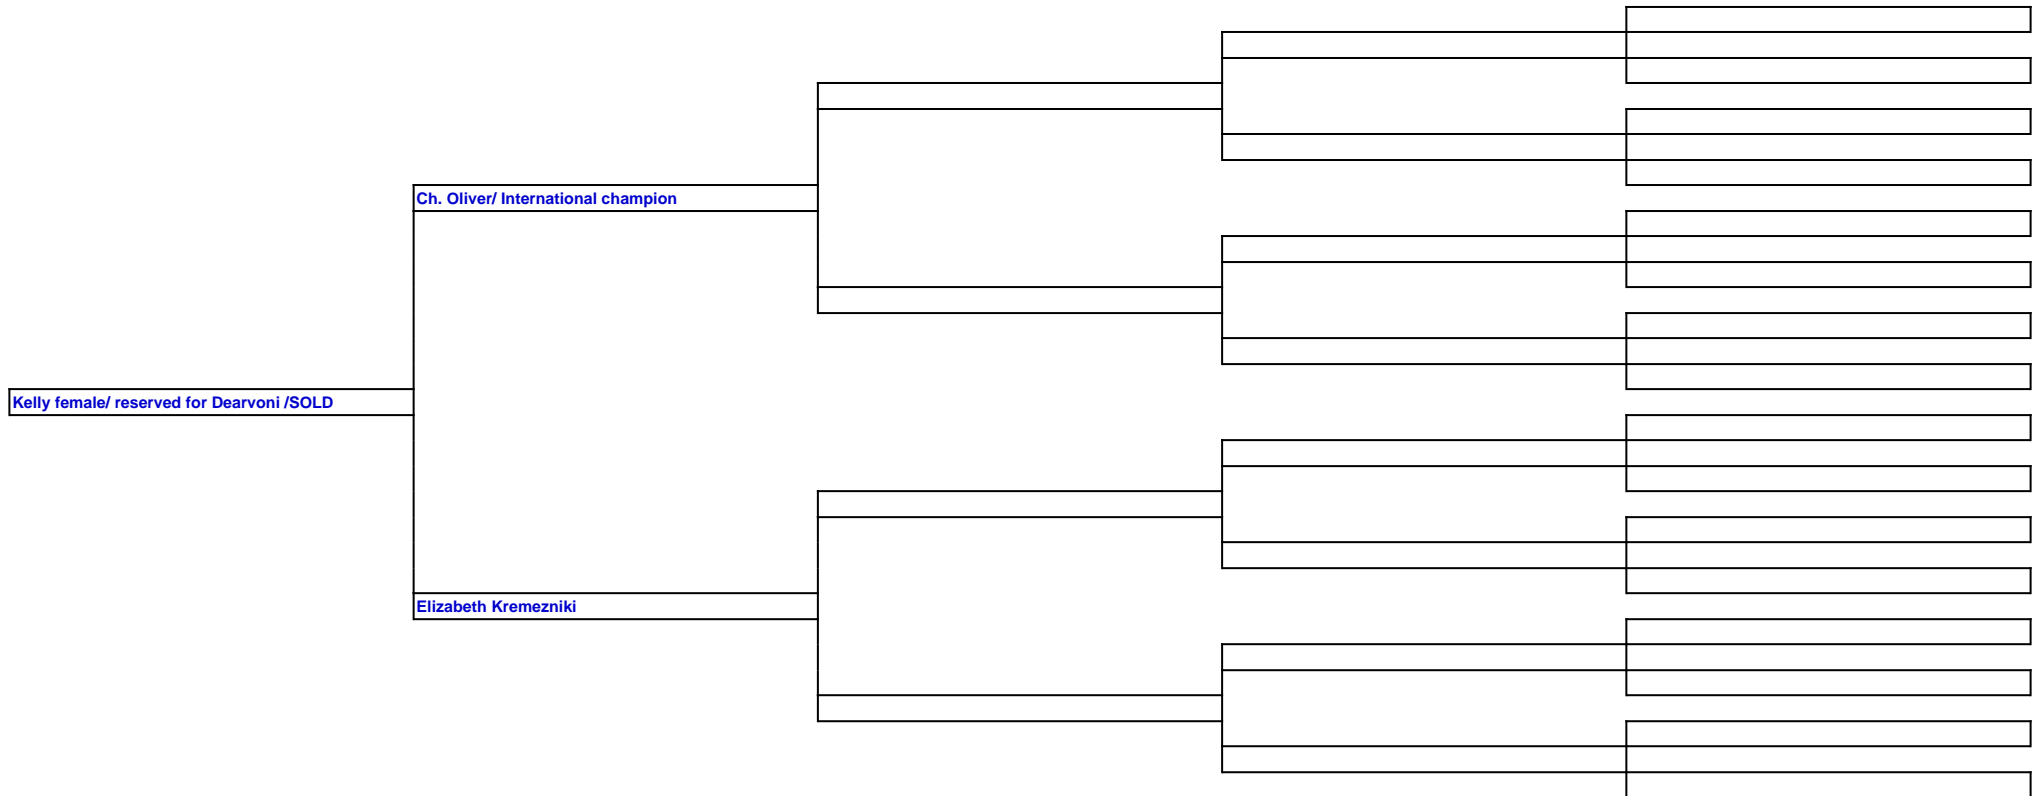 Ch. Oliver/ International champion
Kelly female/ reserved for Dearvoni /SOLD
Elizabeth Kremezniki